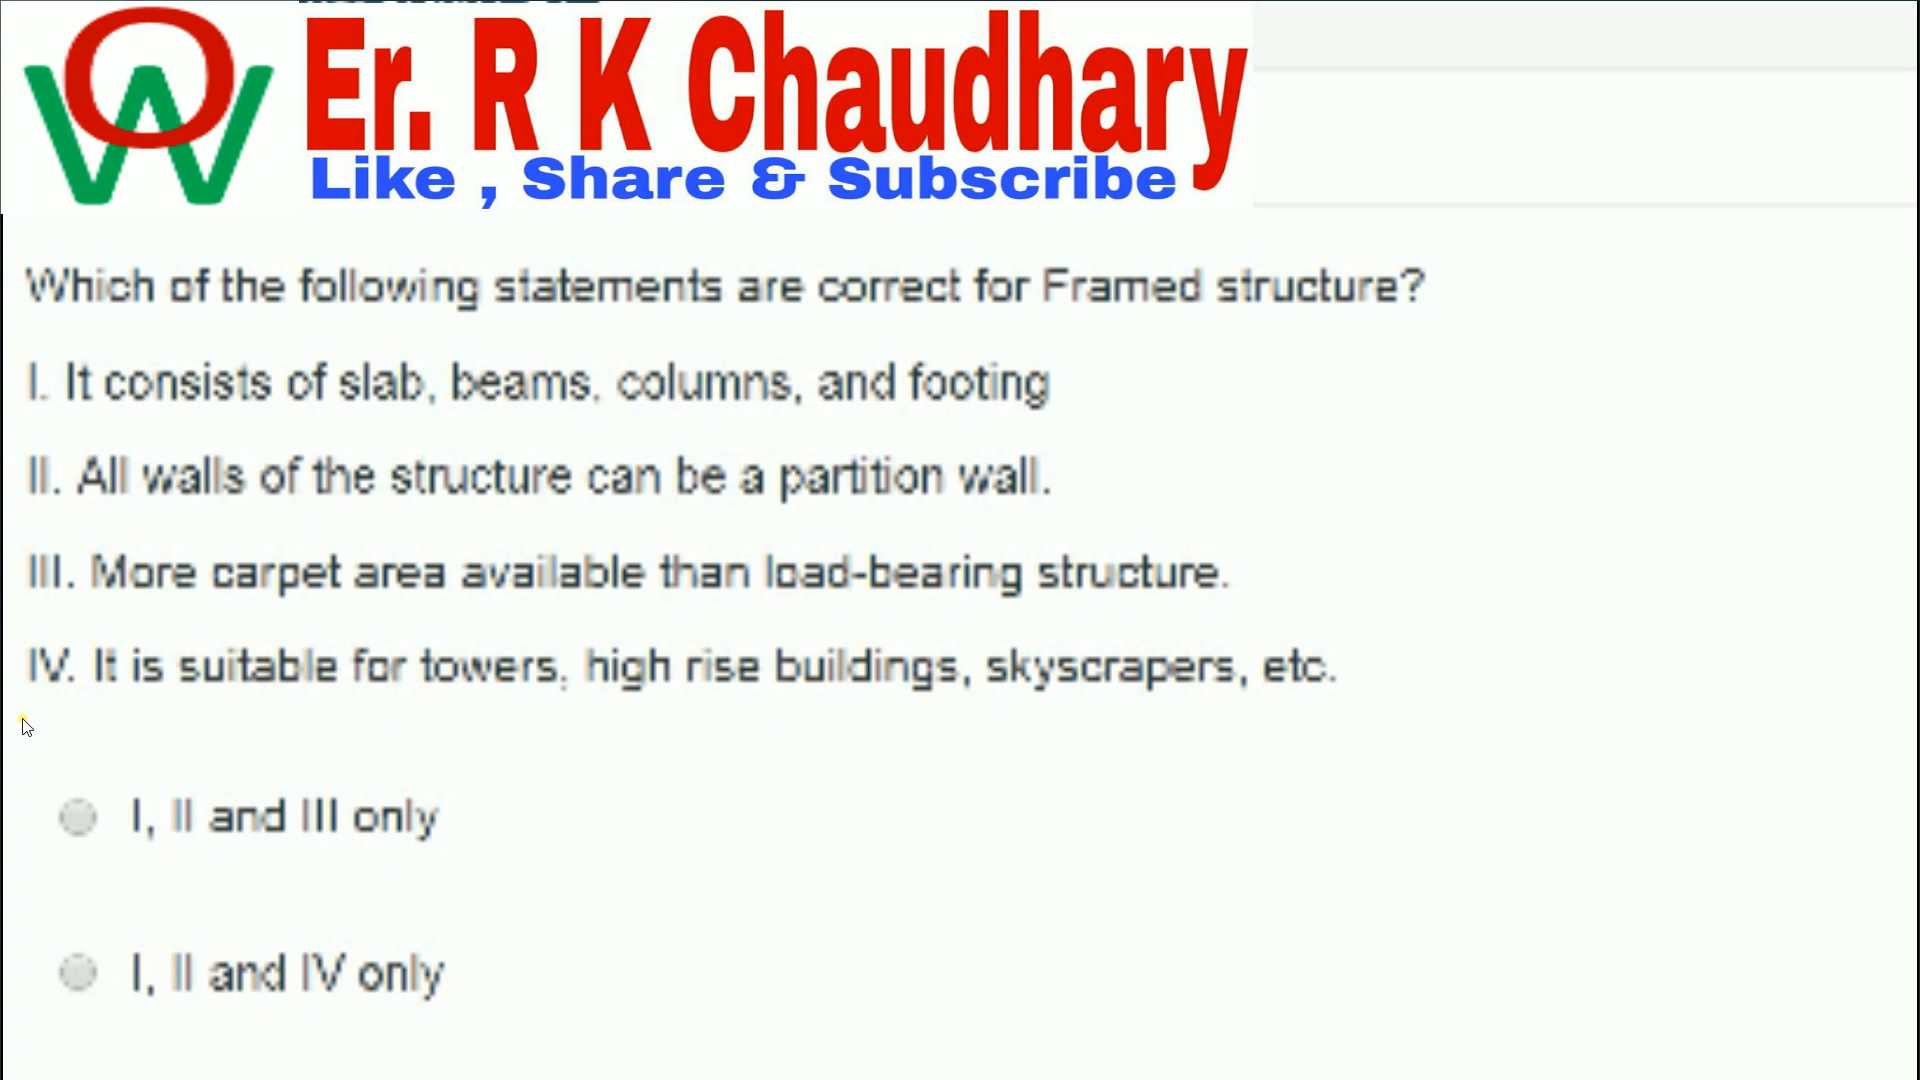 Er. R K Chaudhary
Like , Share & Subscribe
Which of the following statements are correct for Framed structure?
I. It consists of slab, beams, columns, and footing
II. All walls of the structure can be a partition wall.
III. More carpet area available than load-bearing structure.
IV. It is suitable for towers, high rise buildings, skyscrapers, etc.
I, II and III only
I, II and IV only